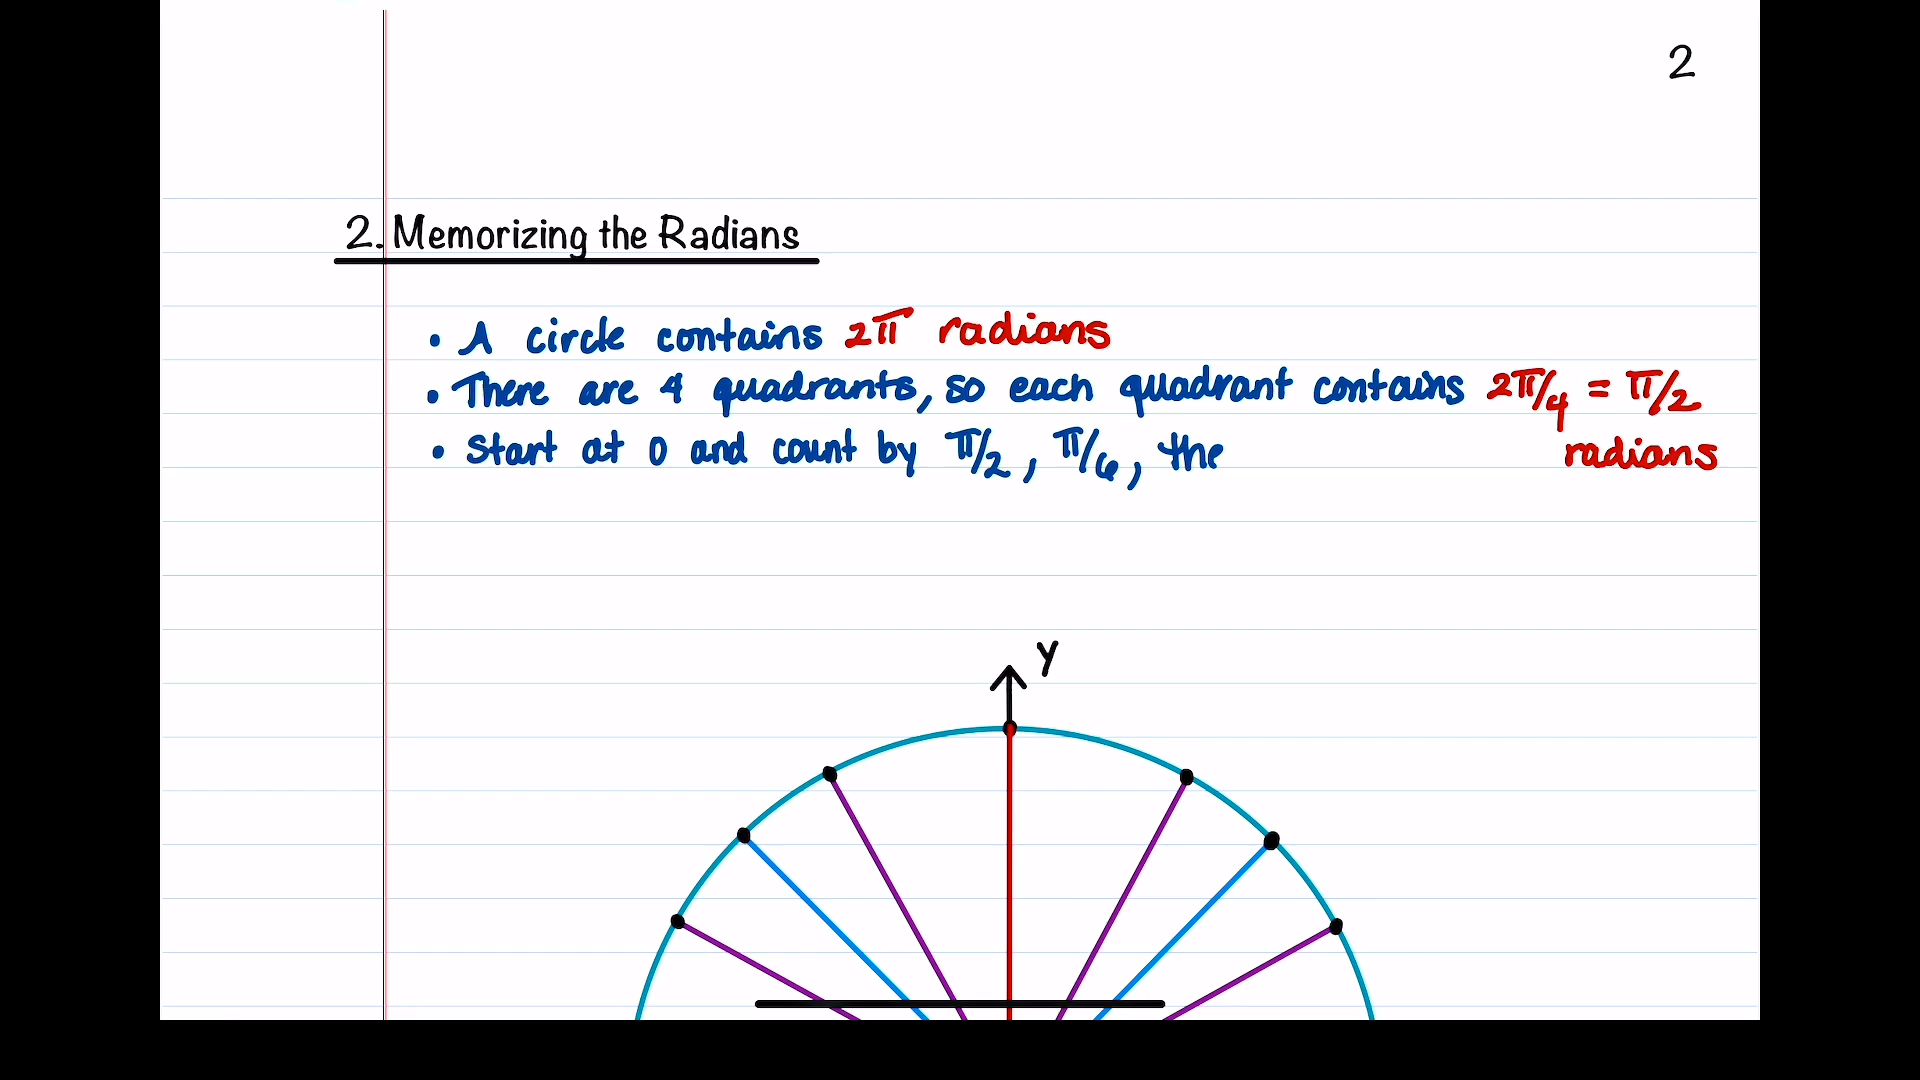 2
2. Memorizing the Radians
• A circle contains 2π radians
• There are 4 quadrants, so each quadrant contains 2π/4 = π/2
radians
• Start at 0 and count by π/2, π/6, the
y